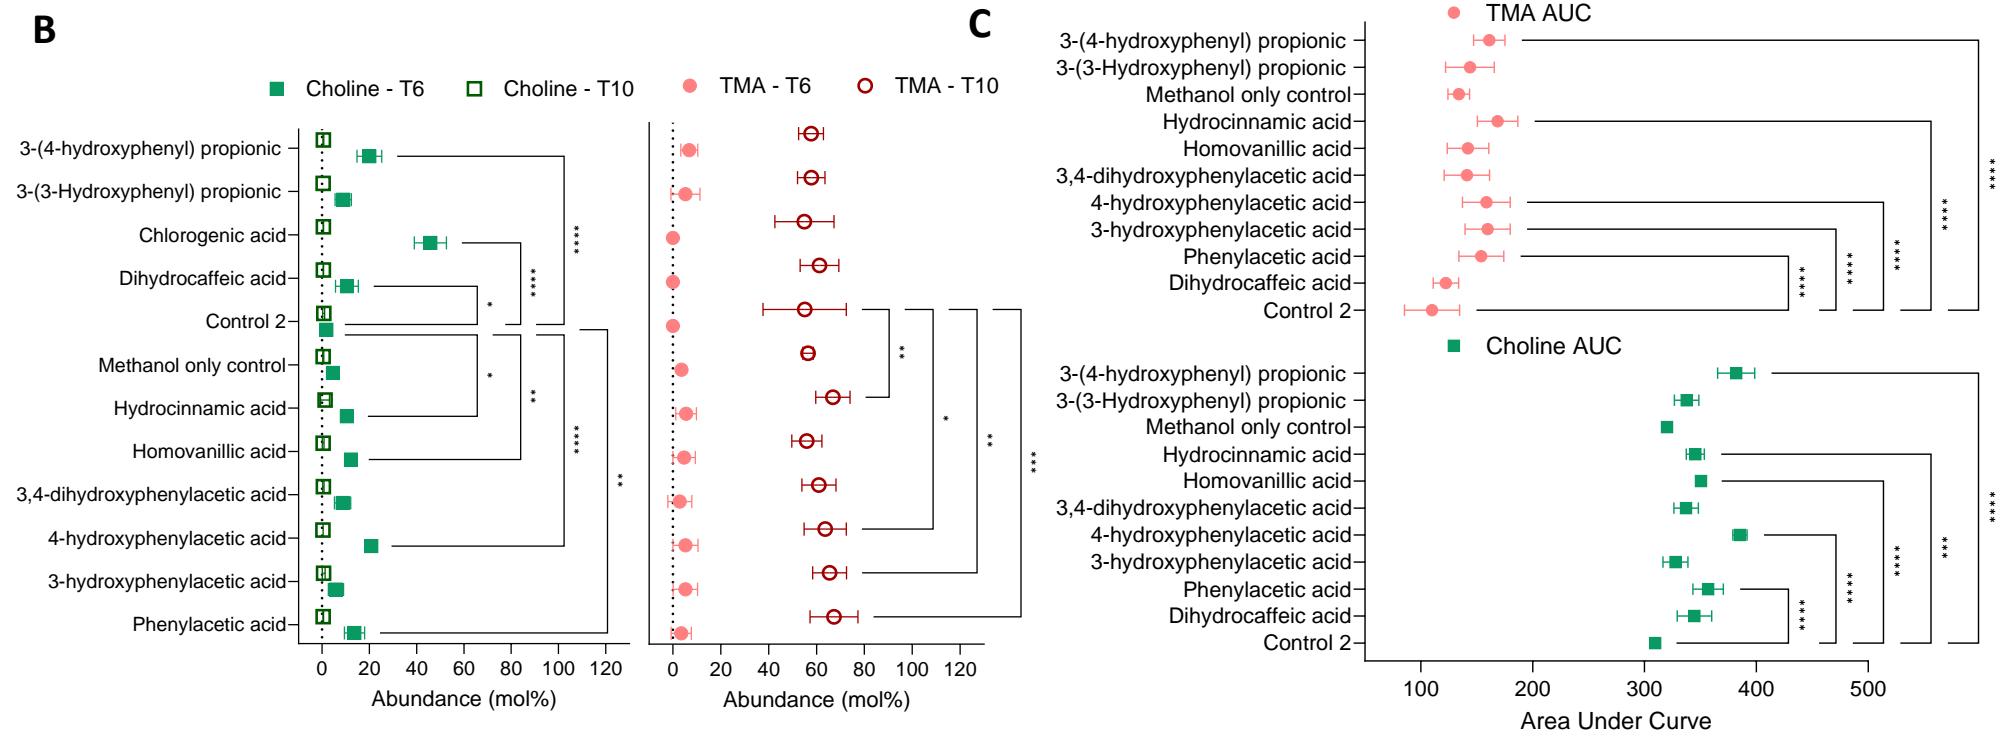 B
Choline - T6
Choline - T10
TMA - T6
TMA - T10
3-(4-hydroxyphenyl) propionic
3-(3-Hydroxyphenyl) propionic
Chlorogenic acid
Dihydrocaffeic acid
Control 2
Methanol only control
Hydrocinnamic acid
Homovanillic acid
3,4-dihydroxyphenylacetic acid
4-hydroxyphenylacetic acid
3-hydroxyphenylacetic acid
Phenylacetic acid
*
****
****
*
**
****
**
0 20 40 60 80 100 120
Abundance (mol%)
**
*
**
***
0 20 40 60 80 100 120
Abundance (mol%)
C
TMA AUC
3-(4-hydroxyphenyl) propionic
3-(3-Hydroxyphenyl) propionic
Methanol only control
Hydrocinnamic acid
Homovanillic acid
3,4-dihydroxyphenylacetic acid
4-hydroxyphenylacetic acid
3-hydroxyphenylacetic acid
Phenylacetic acid
Dihydrocaffeic acid
Control 2
****
****
****
****
****
Choline AUC
3-(4-hydroxyphenyl) propionic
3-(3-Hydroxyphenyl) propionic
Methanol only control
Hydrocinnamic acid
Homovanillic acid
3,4-dihydroxyphenylacetic acid
4-hydroxyphenylacetic acid
3-hydroxyphenylacetic acid
Phenylacetic acid
Dihydrocaffeic acid
Control 2
****
****
****
***
****
100 200 300 400 500
Area Under Curve